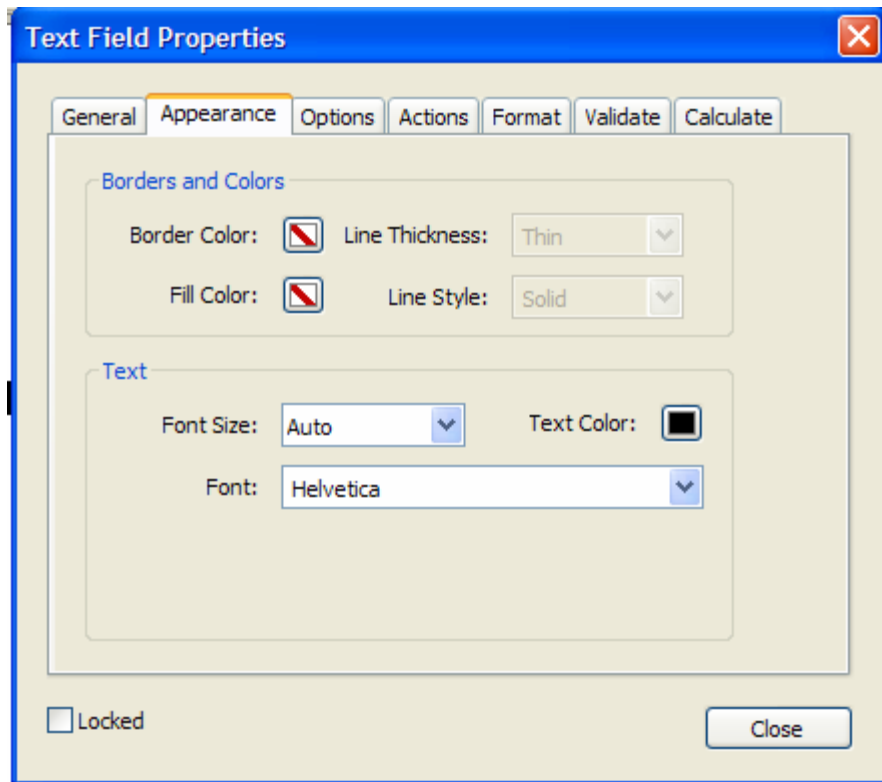 Text Field Properties
General Appearance Options Actions Format Validate Calculate
Borders and Colors
Border Color: Line Thickness: Thin
Fill Color: Line Style: Solid
Text
Font Size: Auto Text Color:
Font: Helvetica
Locked Close